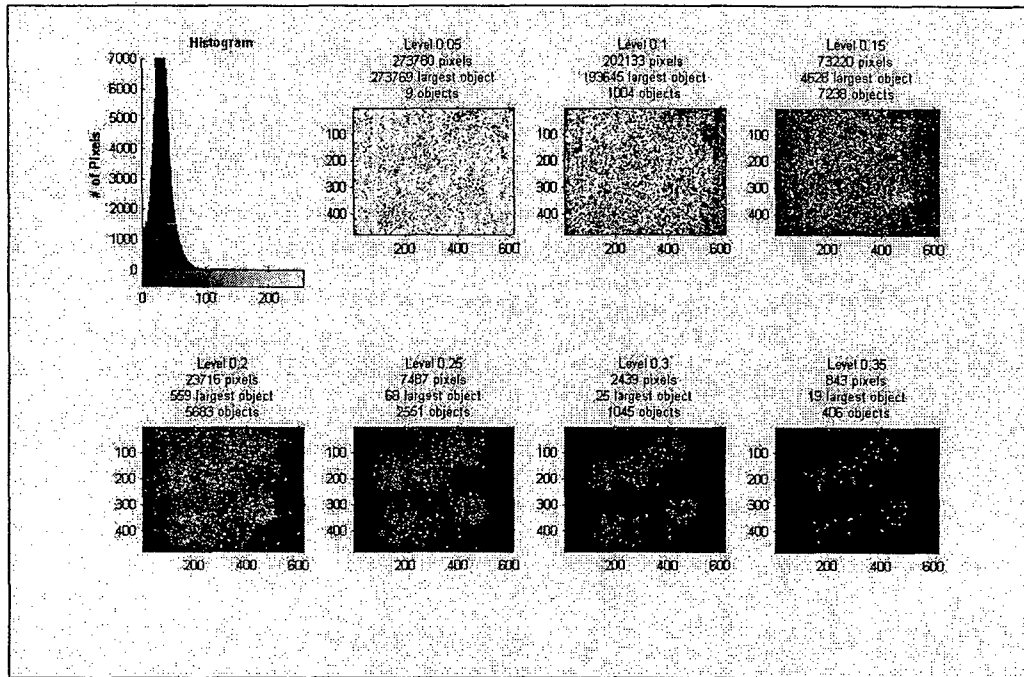 Histogram
7000
6000
5000
4000
3000
2000
1000
0
# of Pixels
0 100 200
Level 0.05
273780 pixels
273769 largest object
9 objects
100
200
300
400
200 400 600
Level 0.1
202133 pixels
193645 largest object
1004 objects
100
200
300
400
200 400 600
Level 0.15
73220 pixels
4628 largest object
7238 objects
100
200
300
400
200 400 600
Level 0.2
23716 pixels
559 largest object
5683 objects
100
200
300
400
200 400 600
Level 0.25
7487 pixels
68 largest object
2551 objects
100
200
300
400
200 400 600
Level 0.3
2439 pixels
25 largest object
1045 objects
100
200
300
400
200 400 600
Level 0.35
843 pixels
19 largest object
406 objects
100
200
300
400
200 400 600